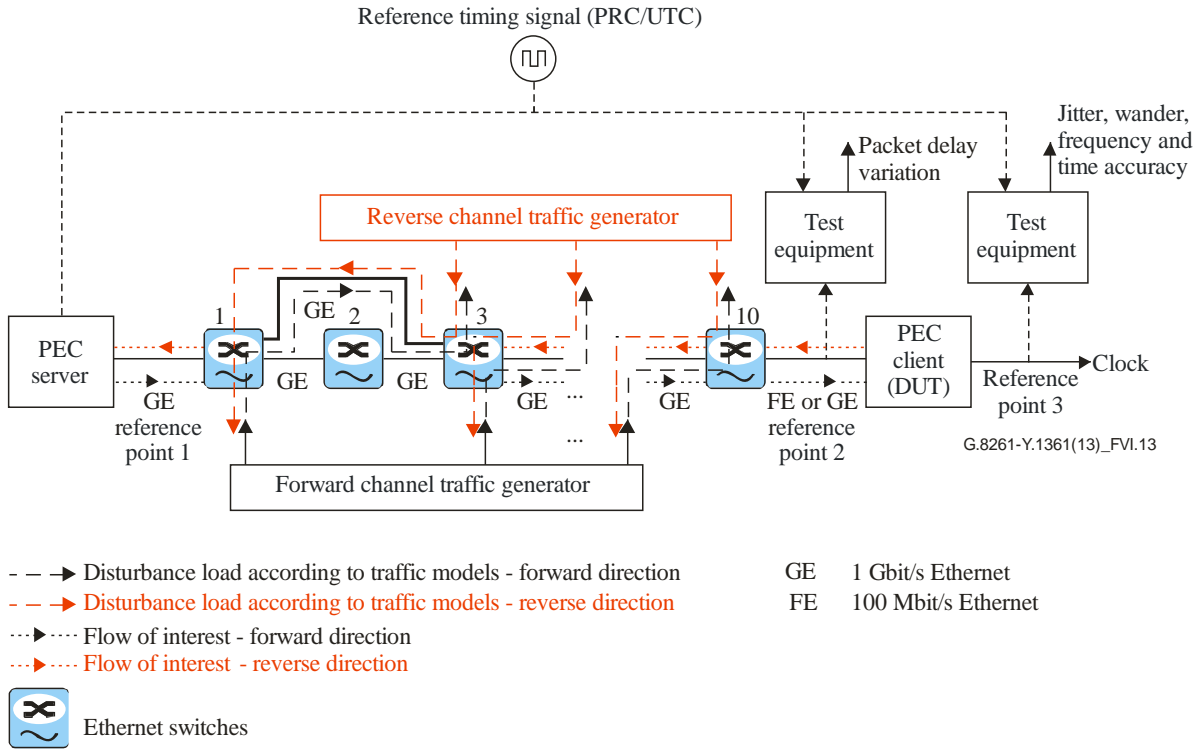 Reference timing signal (PRC/UTC)
Jitter, wander,
frequency and
time accuracy
Packet delay
variation
Reverse channel traffic generator
Test
equipment
Test
equipment
1
GE
2
3
10
PEC
server
PEC
client
(DUT)
Clock
GE
GE
GE
GE
GE
FE or GE
reference
point 1
reference
point 2
Reference
point 3
...
...
Forward channel traffic generator
G.8261-Y.1361(13)_FVI.13
Disturbance load according to traffic models - forward direction
GE 1 Gbit/s Ethernet
Disturbance load according to traffic models - reverse direction
FE 100 Mbit/s Ethernet
Flow of interest - forward direction
Flow of interest - reverse direction
Ethernet switches